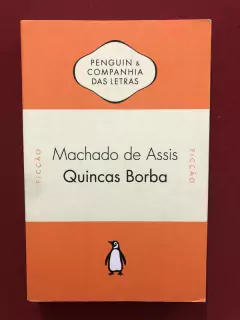 PENGUIN &
COMPANHIA
DAS LETRAS
FICÇÃO
Machado de Assis
Quincas Borba
FICÇÃO